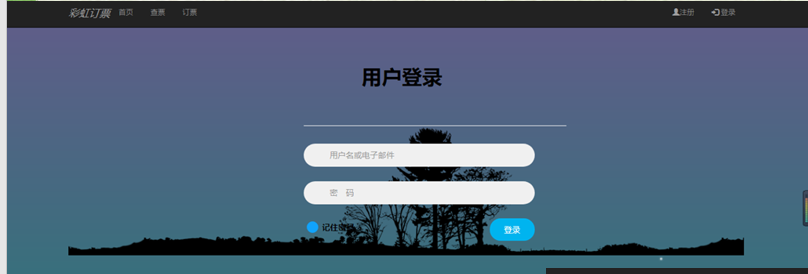 彩虹订票 首页 查票 订票 注册 登录
用户登录
用户名或电子邮件
密 码
记住密码 登录